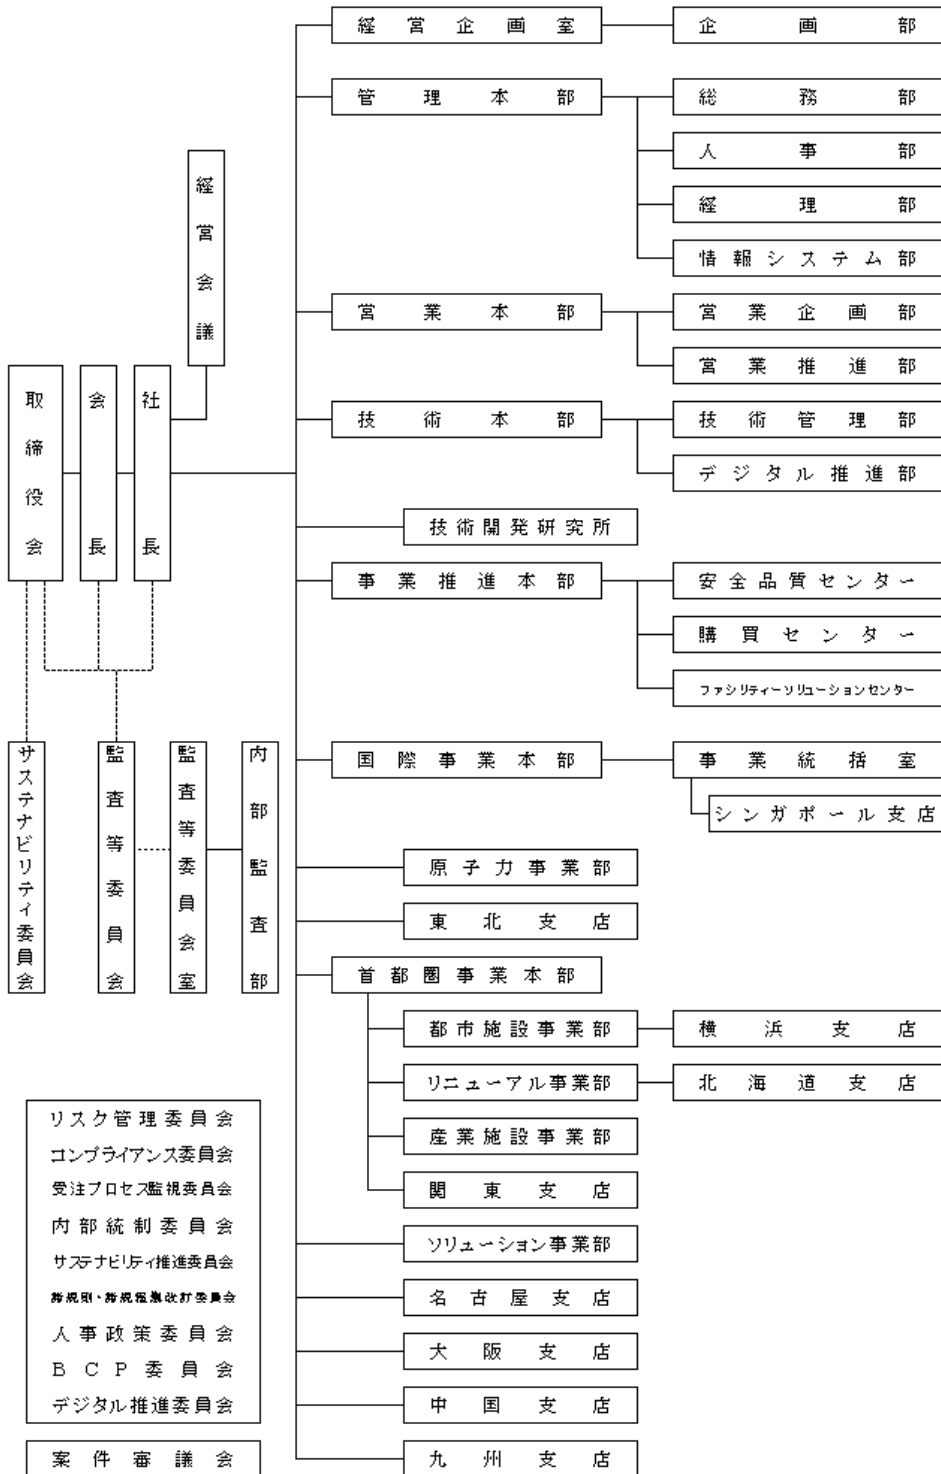 経営企画室
企画部
管理本部
総務部
人事部
経理部
情報システム部
経営会議
営業本部
営業企画部
営業推進部
取締役会
会長
社長
技術本部
技術管理部
デジタル推進部
技術開発研究所
事業推進本部
安全品質センター
購買センター
ファシリティーソリューションセンター
サステナビリティ委員会
監査等委員会
監査等委員会室
内部監査部
国際事業本部
事業統括室
シンガポール支店
原子力事業部
東北支店
首都圏事業本部
都市施設事業部
横浜支店
リニューアル事業部
北海道支店
産業施設事業部
関東支店
ソリューション事業部
名古屋支店
大阪支店
中国支店
九州支店
リスク管理委員会
コンプライアンス委員会
受注プロセス監視委員会
内部統制委員会
サステナビリティ推進委員会
諸規則・諸規程類改訂委員会
人事政策委員会
BCP委員会
デジタル推進委員会
案件審議会